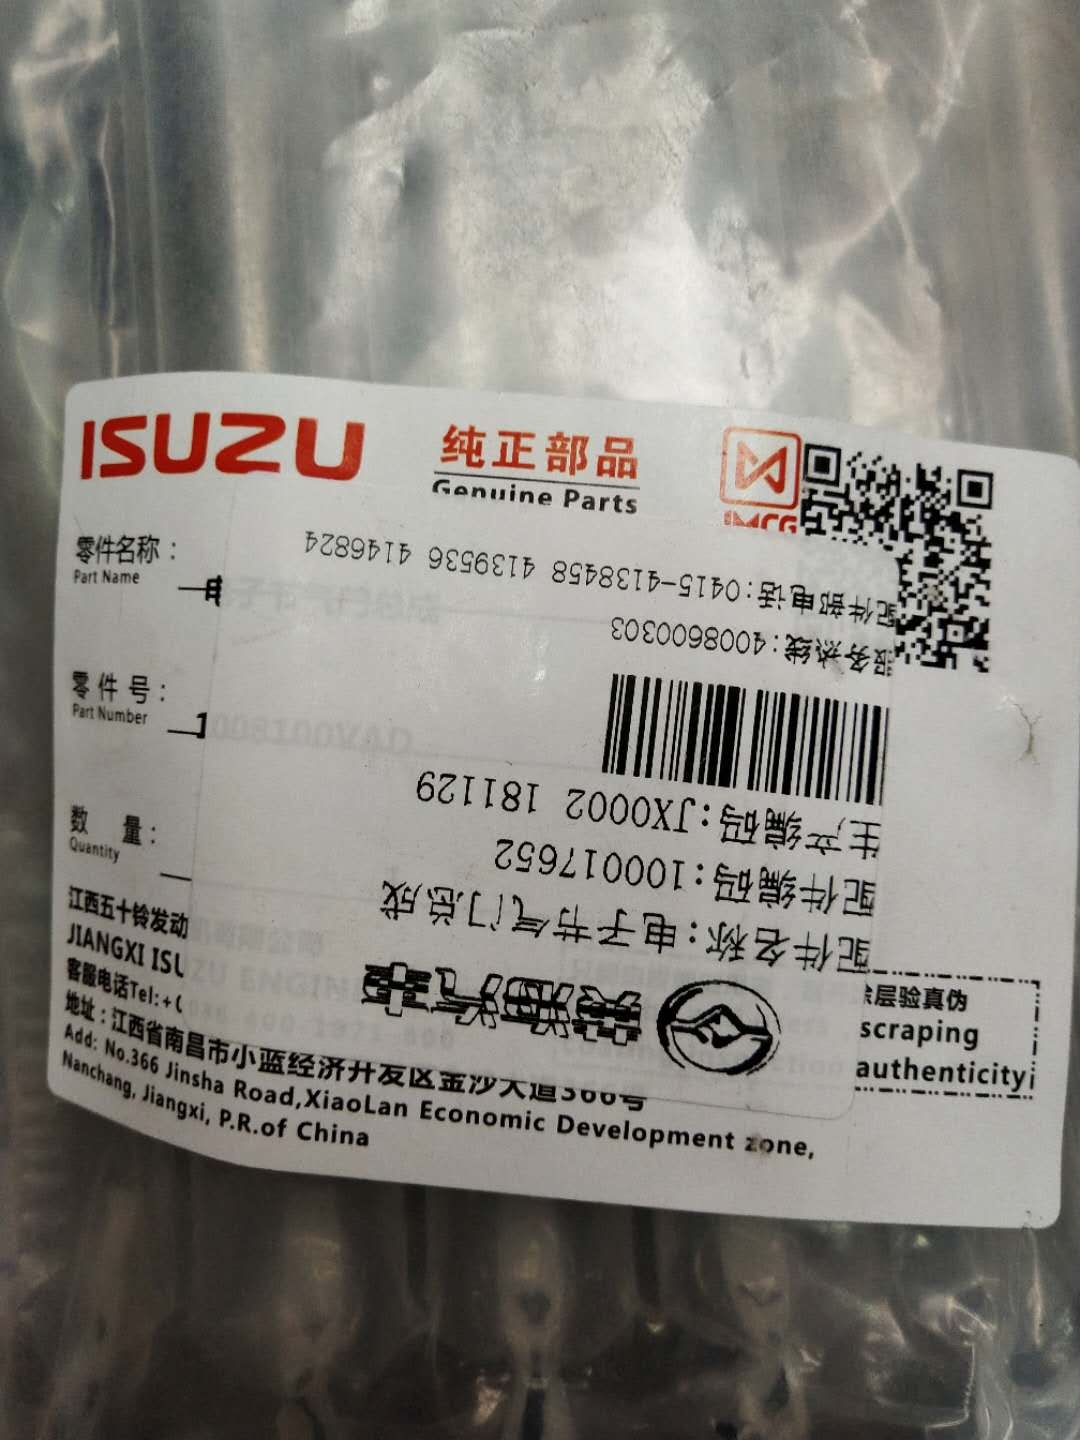 ISUZU
纯正部品
Genuine Parts
IMCG
零件名称：
Part Name
零件号：
Part Number
1008100VAD
数 量：
Quantity
江西五十铃发动
JIANGXI ISU
客服电话Tel:+
地址：江西省南昌市小蓝经济开发区金沙大道366号
Add: No.366 Jinsha Road,XiaoLan Economic Development zone,
Nanchang, Jiangxi, P.R.of China
涂层验真伪
scraping
authenticity
黄海汽车
配件名称:电子节气门总成
配件编码:100017652
生产编码:JX0002 181129
服务热线:4008600303
配件部电话:0415-4138458 4139536 4146824